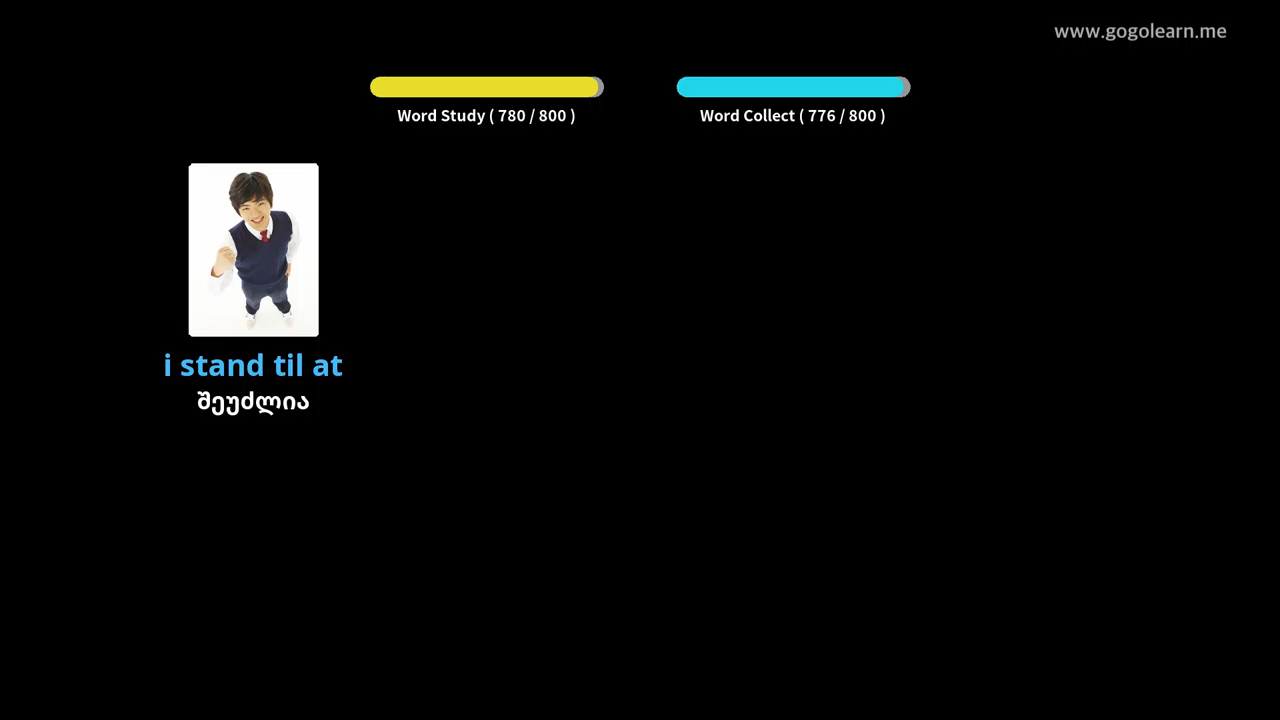 www.gogolearn.me
Word Study ( 780 / 800 )
Word Collect ( 776 / 800 )
i stand til at
შეუძლია